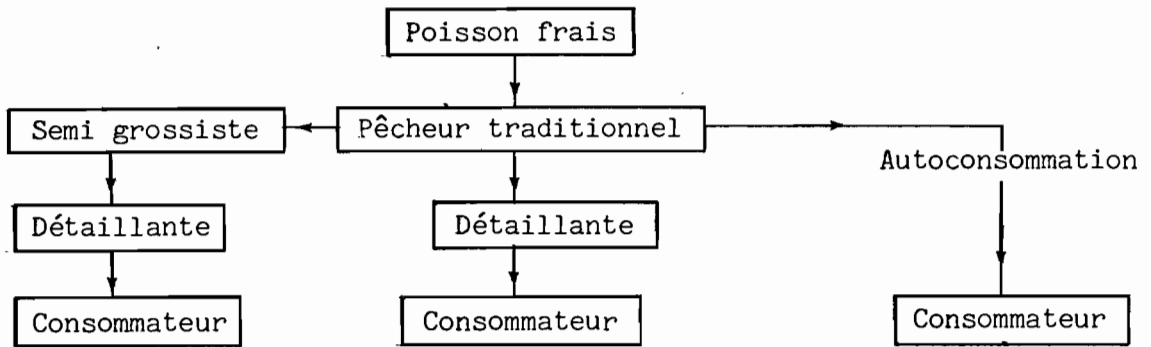 Poisson frais
Semi grossiste
Pêcheur traditionnel
Autoconsommation
Détaillante
Détaillante
Consommateur
Consommateur
Consommateur